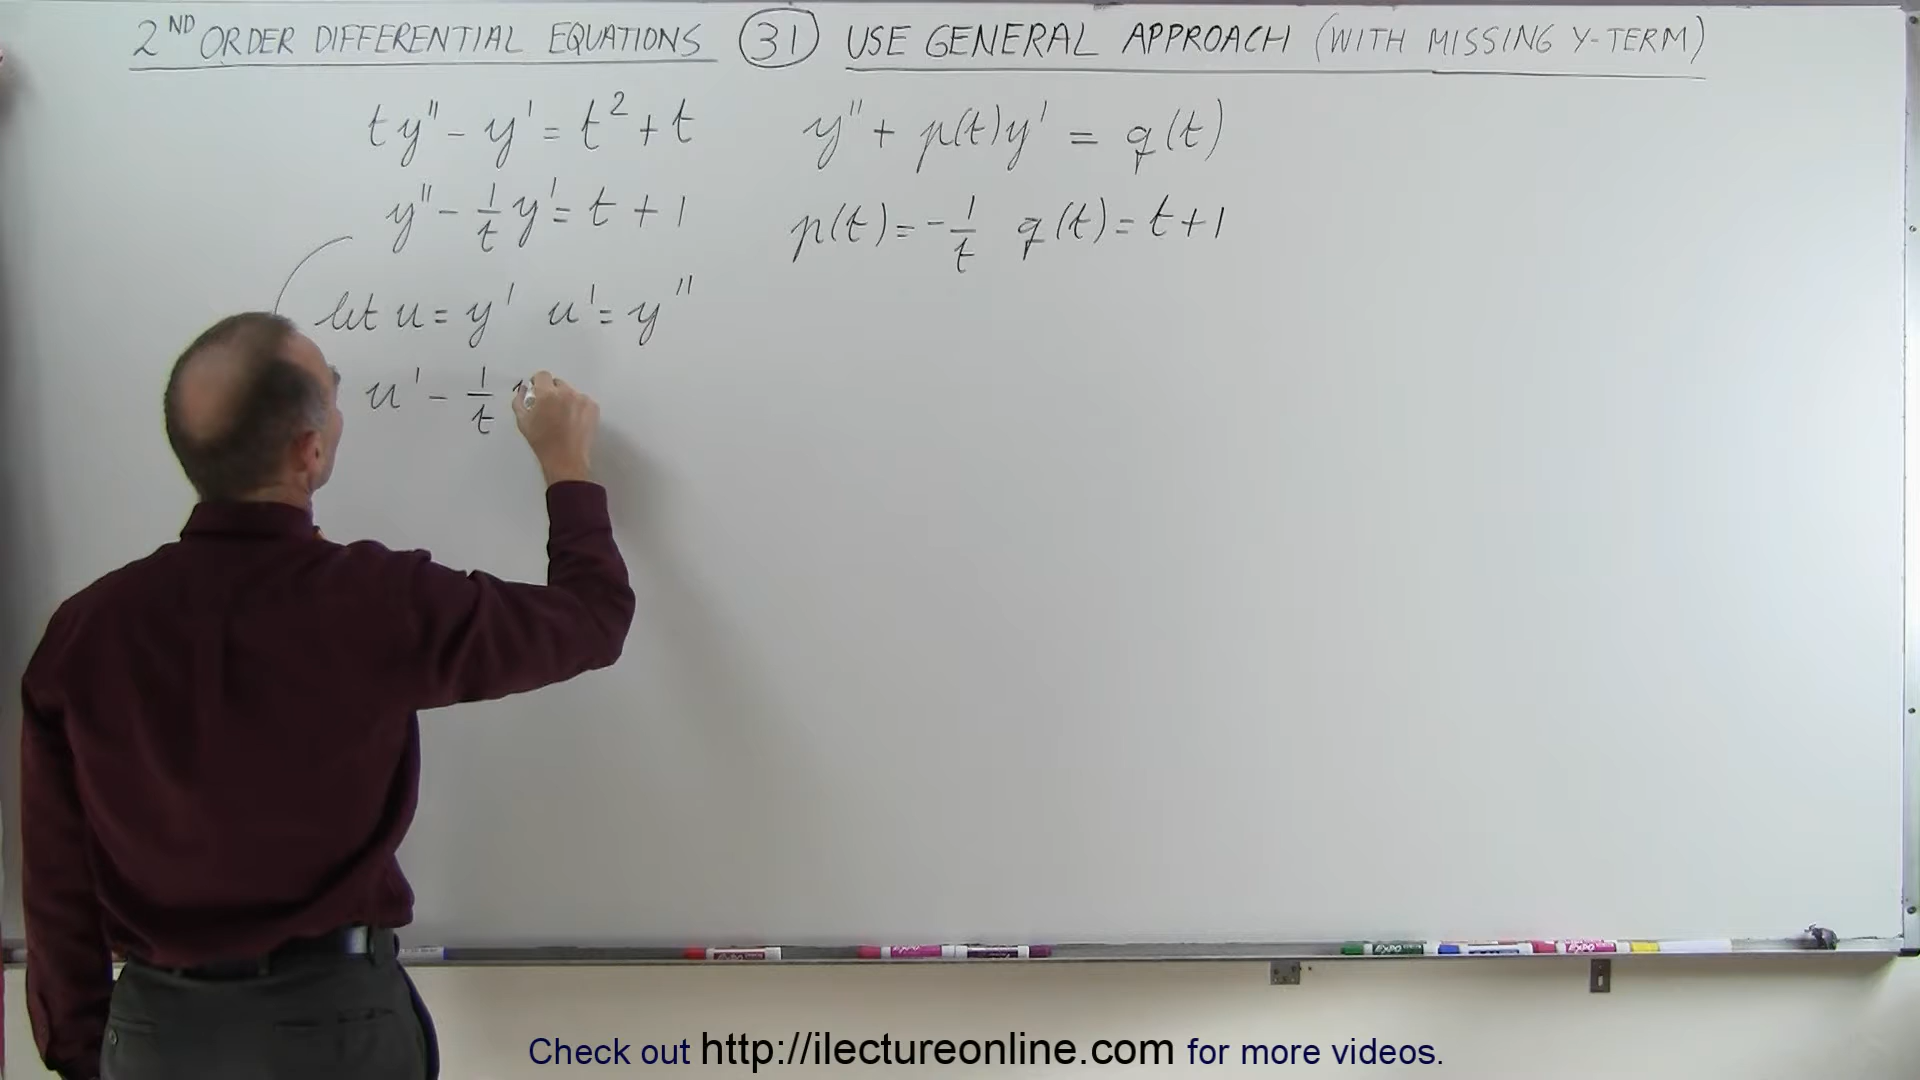 2ND ORDER DIFFERENTIAL EQUATIONS (31) USE GENERAL APPROACH (WITH MISSING Y-TERM)
ty'' - y' = t² + t
y'' + p(t)y' = q(t)
y'' - 1/t y' = t + 1
p(t) = -1/t q(t) = t+1
let u = y' u' = y''
u' - 1/t
Check out http://ilectureonline.com for more videos.